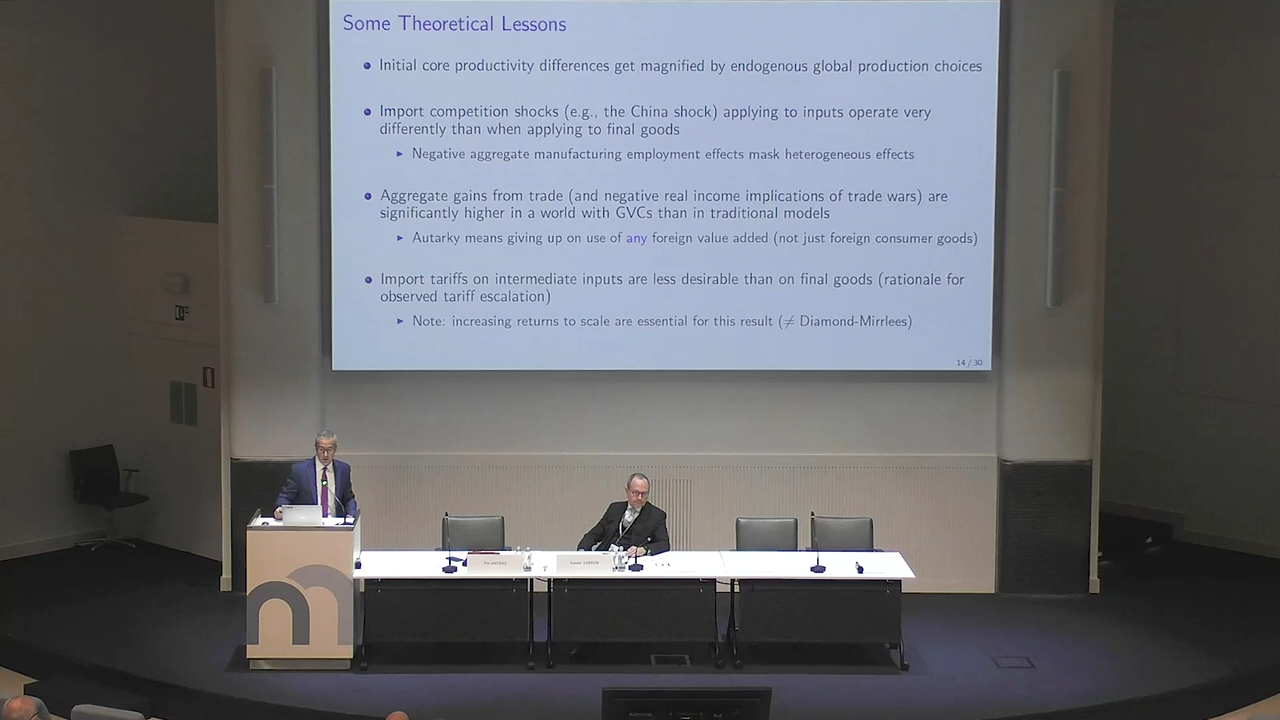 Some Theoretical Lessons
Initial core productivity differences get magnified by endogenous global production choices
Import competition shocks (e.g., the China shock) applying to inputs operate very
differently than when applying to final goods
Negative aggregate manufacturing employment effects mask heterogeneous effects
Aggregate gains from trade (and negative real income implications of trade wars) are
significantly higher in a world with GVCs than in traditional models
Autarky means giving up on use of any foreign value added (not just foreign consumer goods)
Import tariffs on intermediate inputs are less desirable than on final goods (rationale for
observed tariff escalation)
Note: increasing returns to scale are essential for this result (≠ Diamond-Mirrlees)
14 / 30
Pol ANTRAS